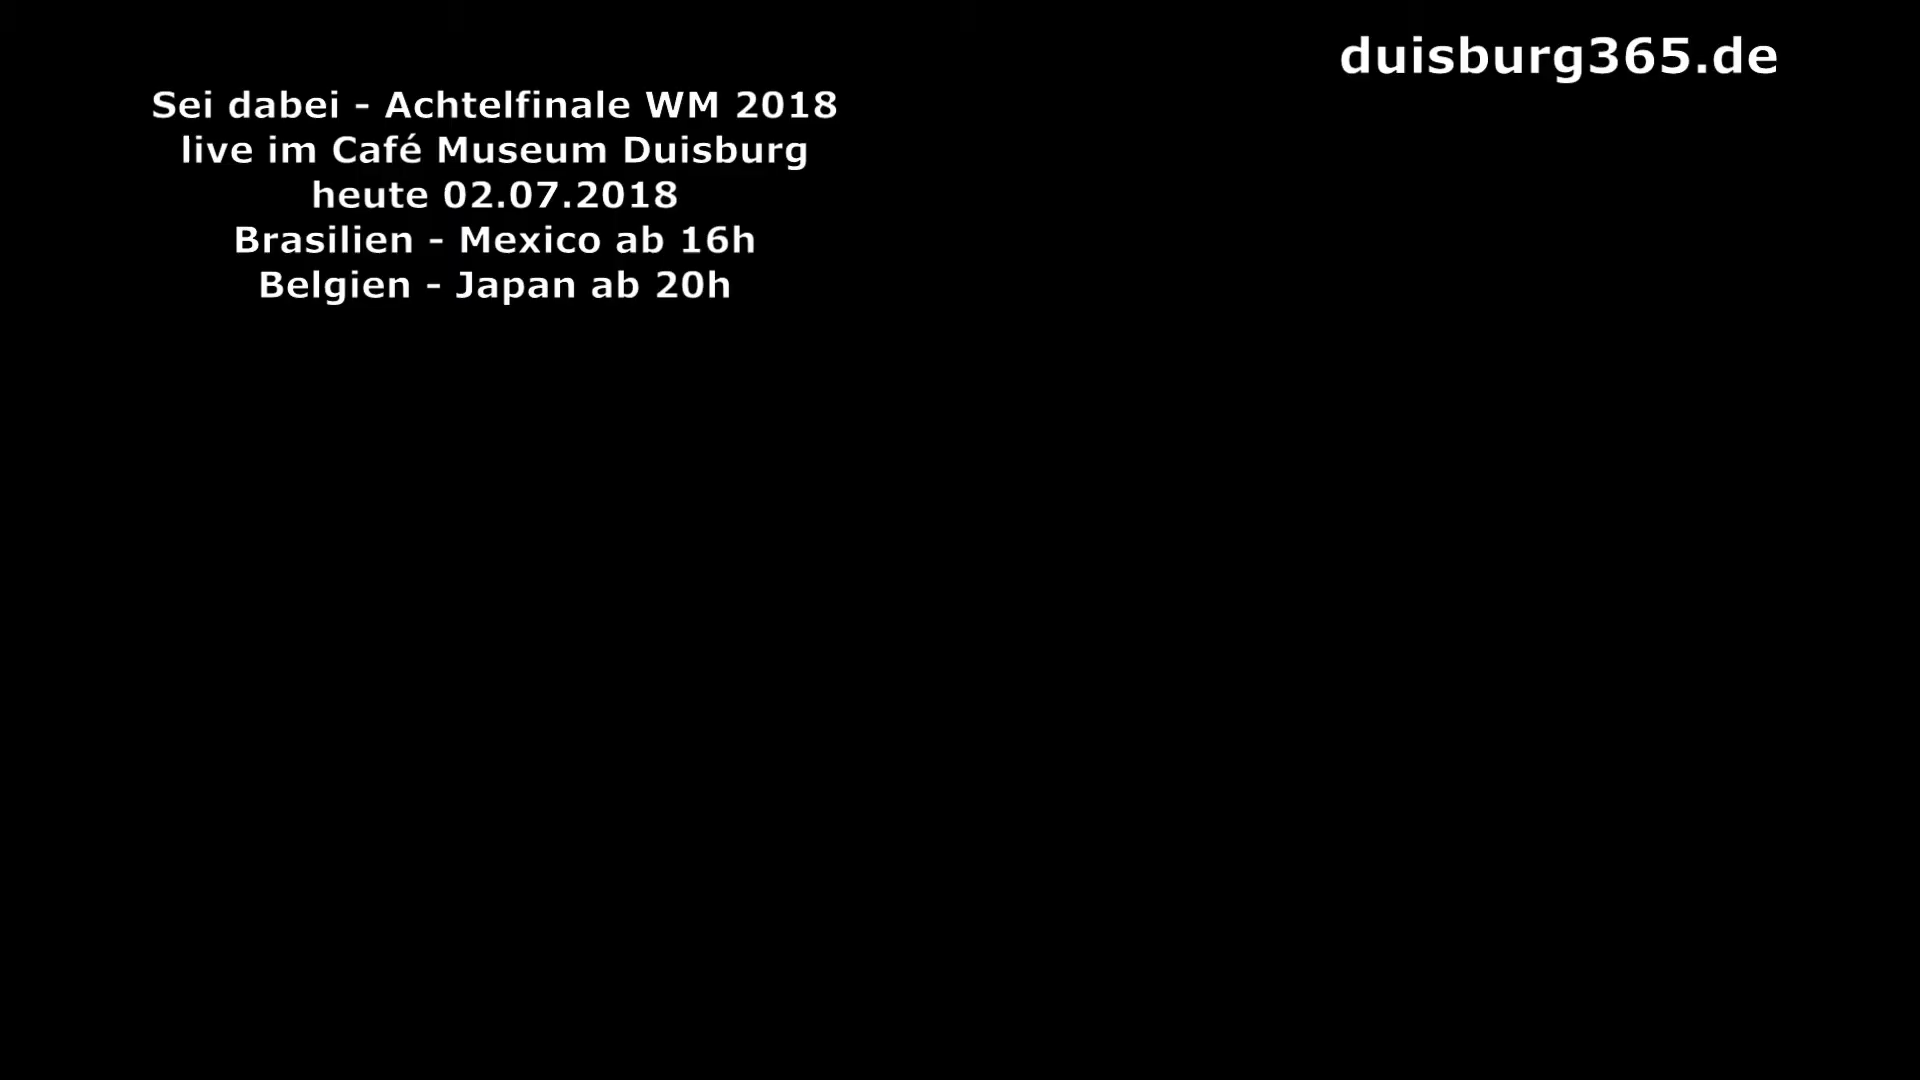 duisburg365.de
Sei dabei - Achtelfinale WM 2018
live im Café Museum Duisburg
heute 02.07.2018
Brasilien - Mexico ab 16h
Belgien - Japan ab 20h